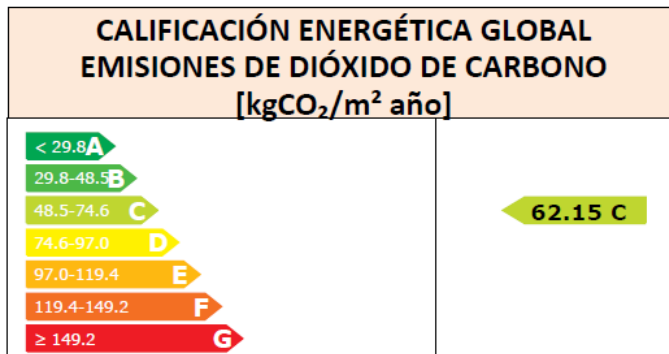 CALIFICACIÓN ENERGÉTICA GLOBAL
EMISIONES DE DIÓXIDO DE CARBONO
[kgCO₂/m² año]
< 29.8 A
29.8-48.5 B
48.5-74.6 C
62.15 C
74.6-97.0 D
97.0-119.4 E
119.4-149.2 F
≥ 149.2 G